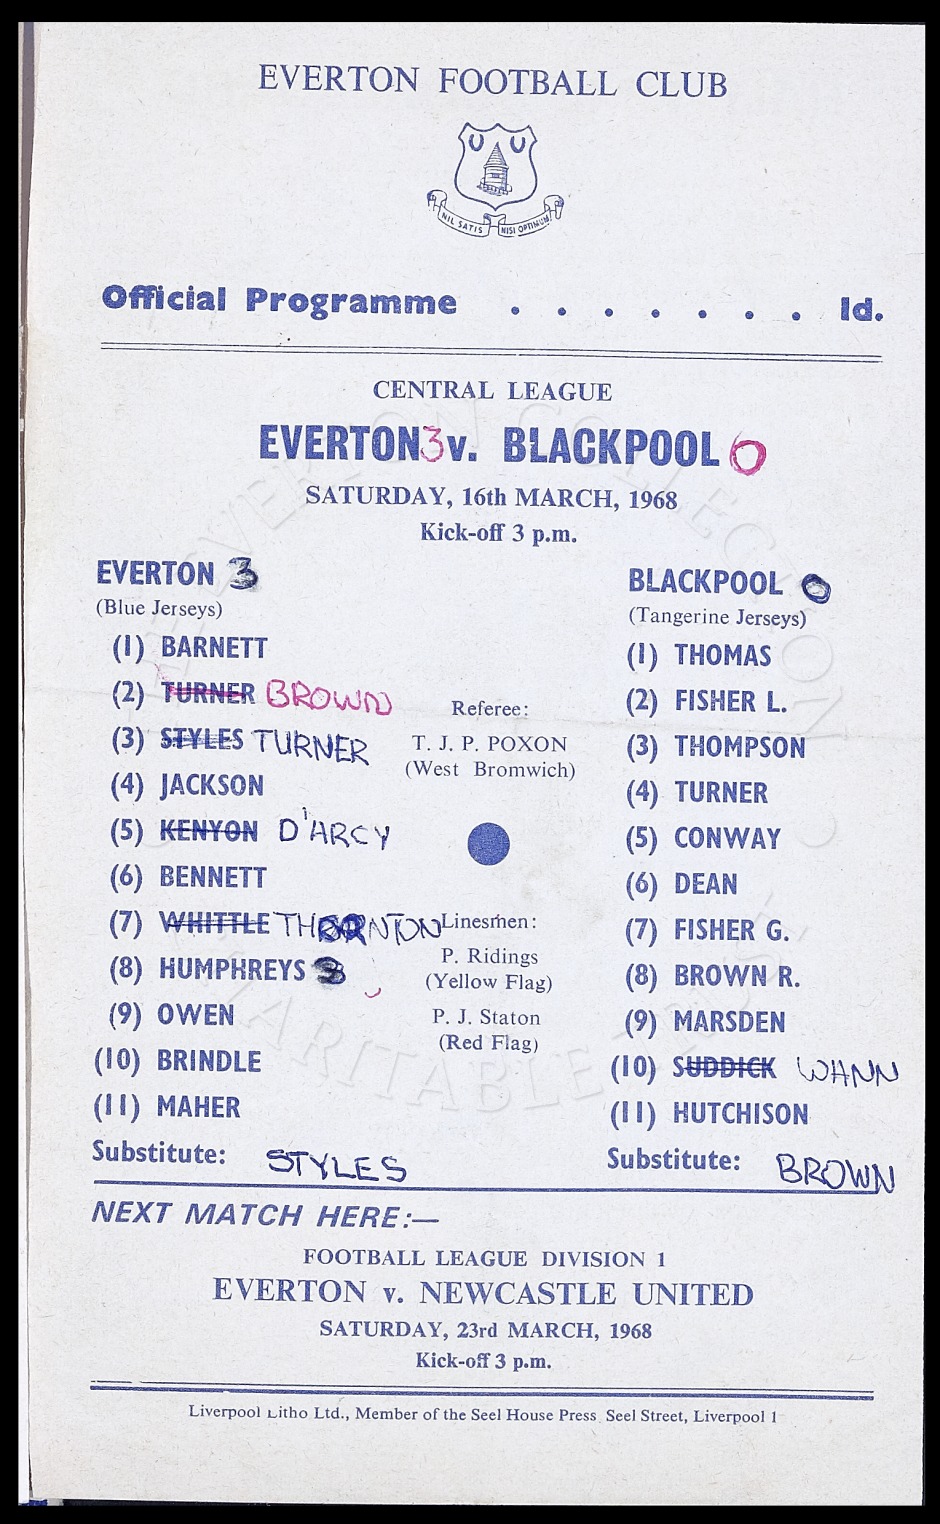 EVERTON FOOTBALL CLUB
NIL SATIS NISI OPTIMUM
Official Programme . . . . . . . 1d.
CENTRAL LEAGUE
EVERTON 3 v. BLACKPOOL 0
SATURDAY, 16th MARCH, 1968
Kick-off 3 p.m.
EVERTON 3
(Blue Jerseys)
(1) BARNETT
(2) TURNER BROWN
(3) STYLES TURNER
(4) JACKSON
(5) KENYON D'ARCY
(6) BENNETT
(7) WHITTLE THORNTON
(8) HUMPHREYS 3
(9) OWEN
(10) BRINDLE
(11) MAHER
Substitute: STYLES
Referee:
T. J. P. POXON
(West Bromwich)
Linesmen:
P. Ridings
(Yellow Flag)
P. J. Staton
(Red Flag)
BLACKPOOL 0
(Tangerine Jerseys)
(1) THOMAS
(2) FISHER L.
(3) THOMPSON
(4) TURNER
(5) CONWAY
(6) DEAN
(7) FISHER G.
(8) BROWN R.
(9) MARSDEN
(10) SUDDICK WANN
(11) HUTCHISON
Substitute: BROWN
NEXT MATCH HERE:—
FOOTBALL LEAGUE DIVISION 1
EVERTON v. NEWCASTLE UNITED
SATURDAY, 23rd MARCH, 1968
Kick-off 3 p.m.
Liverpool Litho Ltd., Member of the Seel House Press Seel Street, Liverpool 1